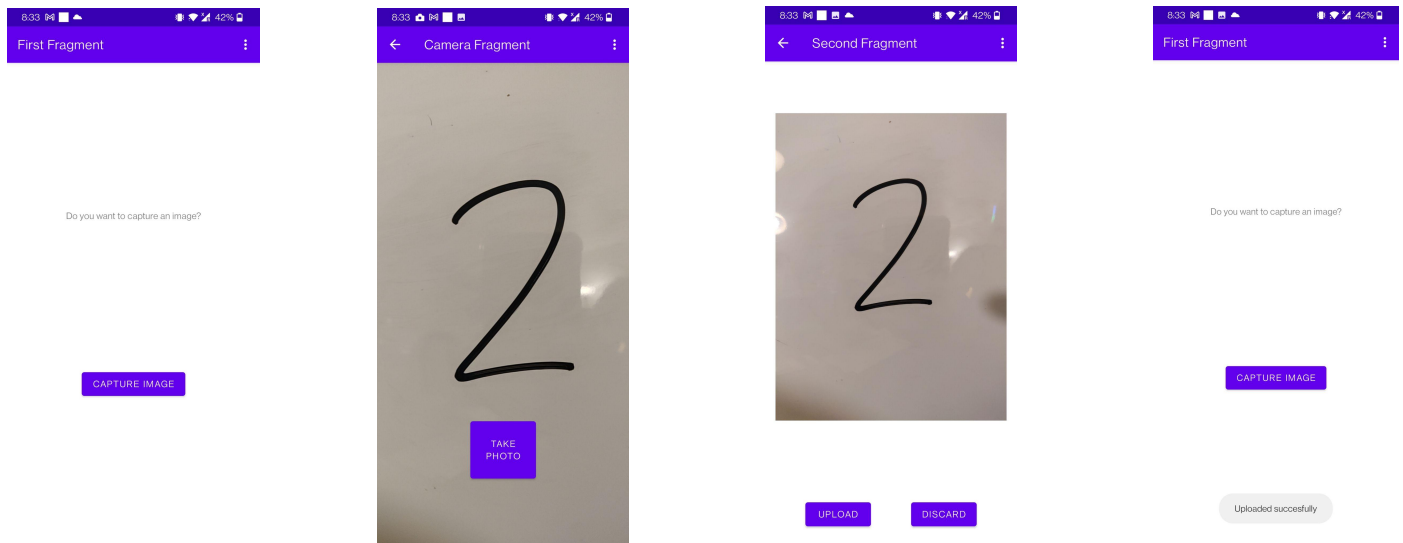 8:33 42%
First Fragment
Do you want to capture an image?
CAPTURE IMAGE
8:33 42%
Camera Fragment
2
TAKE
PHOTO
8:33 42%
Second Fragment
2
UPLOAD DISCARD
8:33 42%
First Fragment
Do you want to capture an image?
CAPTURE IMAGE
Uploaded succesfully